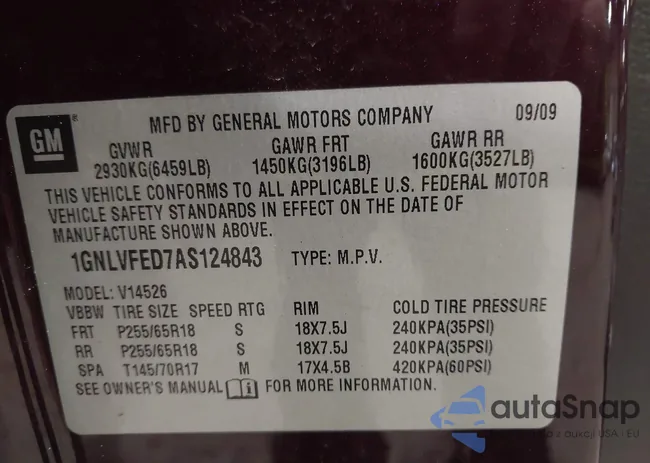 GM
MFD BY GENERAL MOTORS COMPANY 09/09
GVWR GAWR FRT GAWR RR
2930KG(6459LB) 1450KG(3196LB) 1600KG(3527LB)
THIS VEHICLE CONFORMS TO ALL APPLICABLE U.S. FEDERAL MOTOR
VEHICLE SAFETY STANDARDS IN EFFECT ON THE DATE OF
MANUFACTURE SHOWN ABOVE.
1GNLVFED7AS124843 TYPE: M.P.V.
MODEL: V14526
VBBW TIRE SIZE SPEED RTG RIM COLD TIRE PRESSURE
FRT P255/65R18 S 18X7.5J 240KPA(35PSI)
RR P255/65R18 S 18X7.5J 240KPA(35PSI)
SPA T145/70R17 M 17X4.5B 420KPA(60PSI)
SEE OWNER'S MANUAL FOR MORE INFORMATION.
autaSnap
z aukcji USA - EU